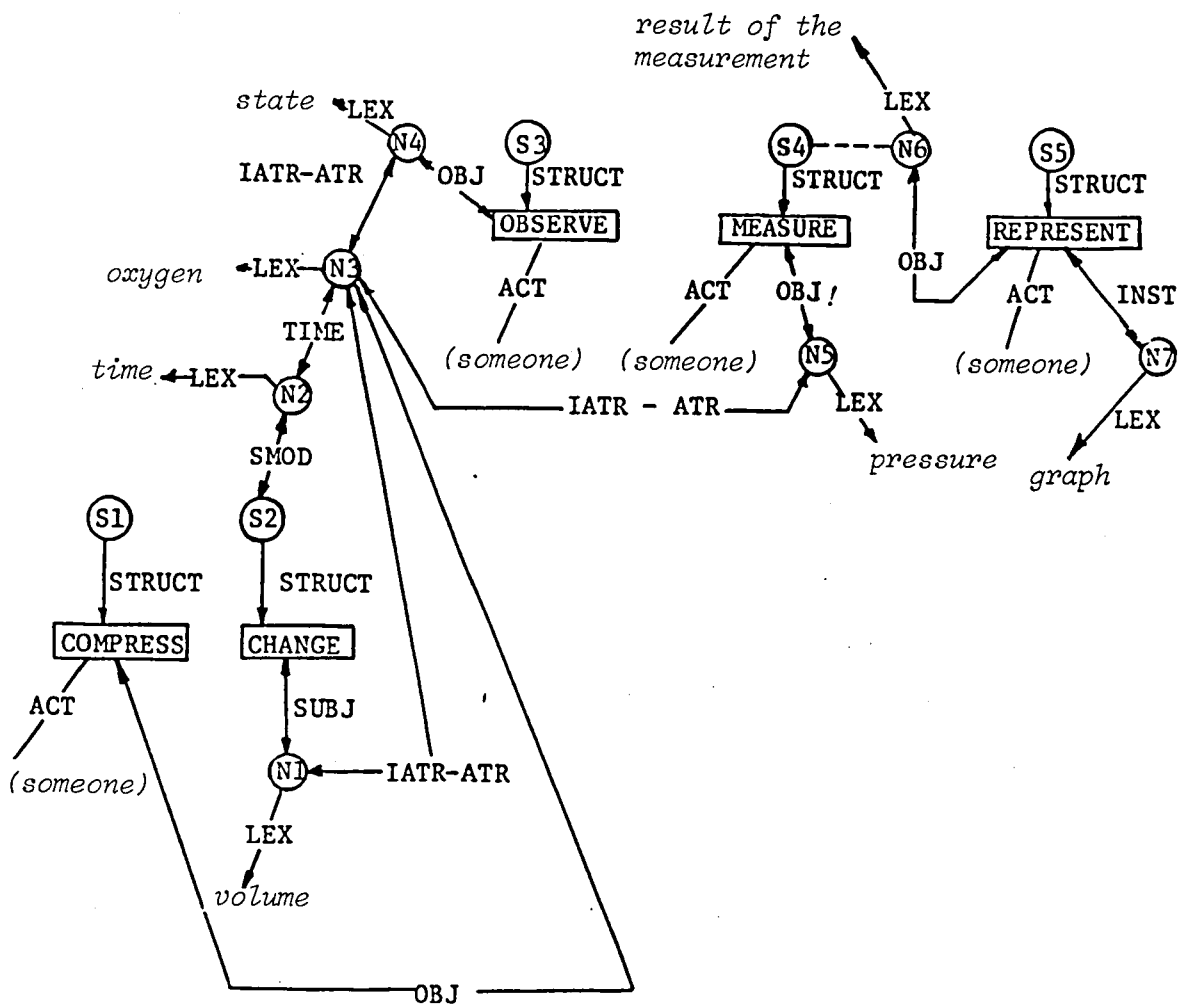 result of the
measurement
LEX
state
LEX
N4
S3
S4
N6
S5
IATR-ATR
OBJ
STRUCT
STRUCT
STRUCT
OBSERVE
MEASURE
REPRESENT
oxygen
LEX
N3
ACT
ACT
OBJ!
OBJ
ACT
INST
TIME
(someone)
(someone)
N5
(someone)
N7
time
LEX
N2
IATR - ATR
LEX
LEX
SMOD
pressure
graph
S1
S2
STRUCT
STRUCT
COMPRESS
CHANGE
ACT
SUBJ
(someone)
N1
IATR-ATR
LEX
volume
OBJ